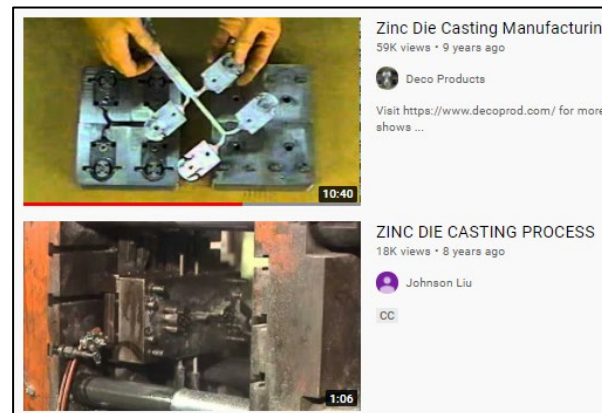 Zinc Die Casting Manufacturin
59K views • 9 years ago
Deco Products
Visit https://www.decoprod.com/ for more
shows ...
10:40
ZINC DIE CASTING PROCESS
18K views • 8 years ago
Johnson Liu
CC
1:06